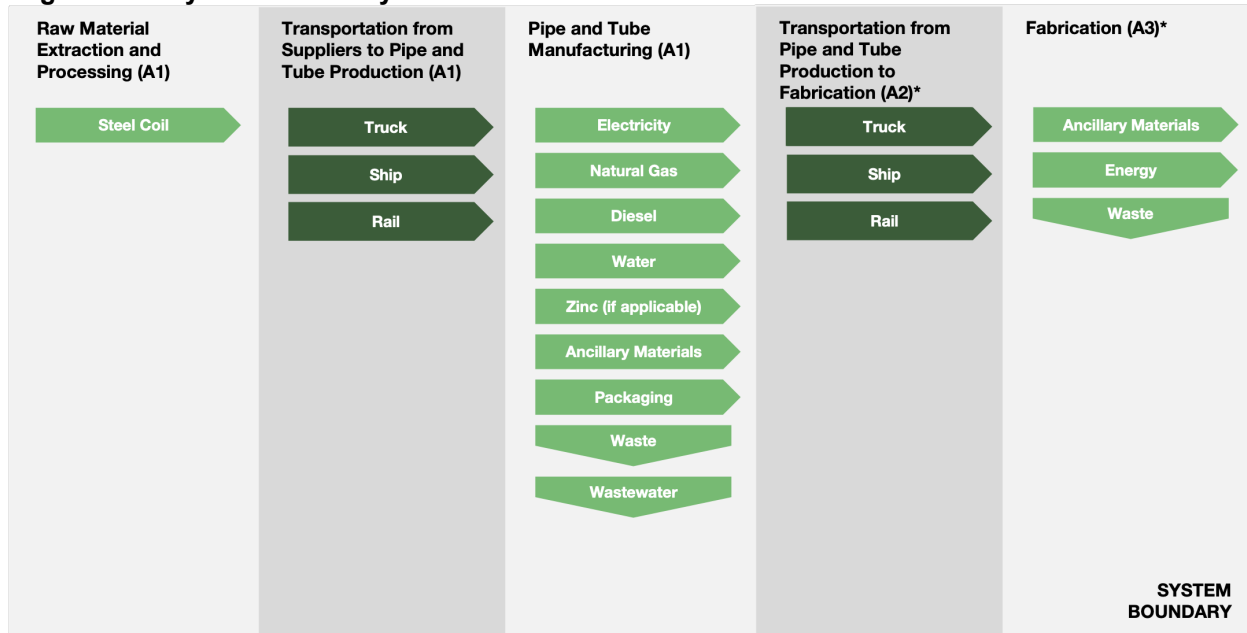 Raw Material
Extraction and
Processing (A1)
Steel Coil
Transportation from
Suppliers to Pipe and
Tube Production (A1)
Truck
Ship
Rail
Pipe and Tube
Manufacturing (A1)
Electricity
Natural Gas
Diesel
Water
Zinc (if applicable)
Ancillary Materials
Packaging
Waste
Wastewater
Transportation from
Pipe and Tube
Production to
Fabrication (A2)*
Truck
Ship
Rail
Fabrication (A3)*
Ancillary Materials
Energy
Waste
SYSTEM
BOUNDARY